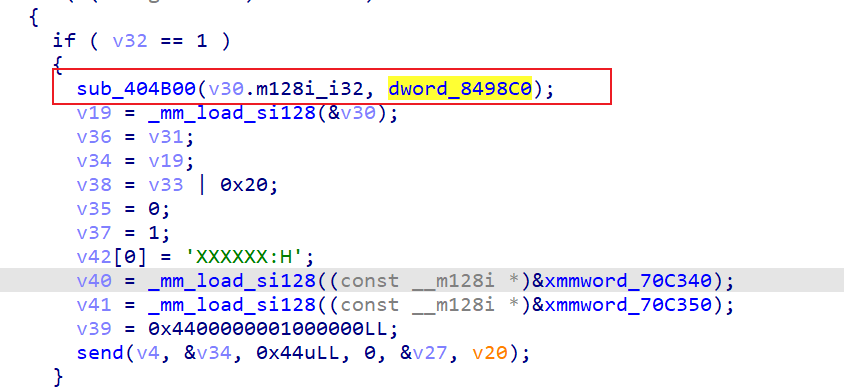 {
if ( v32 == 1 )
{
sub_404B00(v30.m128i_i32, dword_8498C0);
v19 = _mm_load_si128(&v30);
v36 = v31;
v34 = v19;
v38 = v33 | 0x20;
v35 = 0;
v37 = 1;
v42[0] = 'XXXXXX:H';
v40 = _mm_load_si128((const __m128i *)&xmmword_70C340);
v41 = _mm_load_si128((const __m128i *)&xmmword_70C350);
v39 = 0x4400000001000000LL;
send(v4, &v34, 0x44uLL, 0, &v27, v20);
}